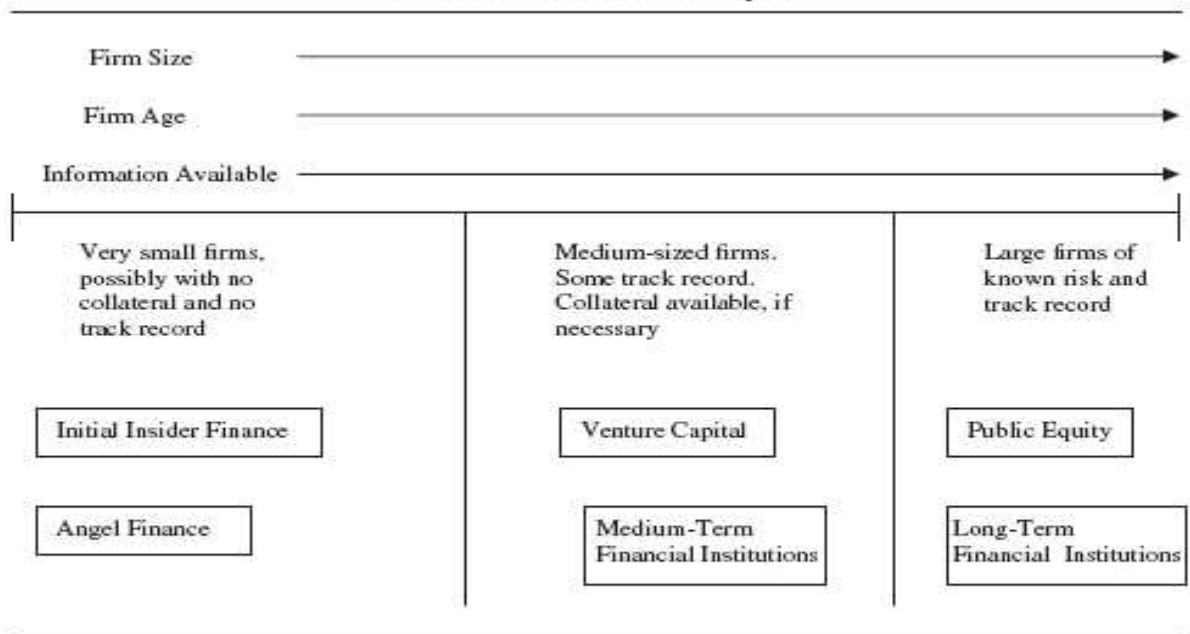 Firm Size
Firm Age
Information Available
Very small firms,
possibly with no
collateral and no
track record
Medium-sized firms.
Some track record.
Collateral available, if
necessary
Large firms of
known risk and
track record
Initial Insider Finance
Venture Capital
Public Equity
Angel Finance
Medium-Term
Financial Institutions
Long-Term
Financial Institutions